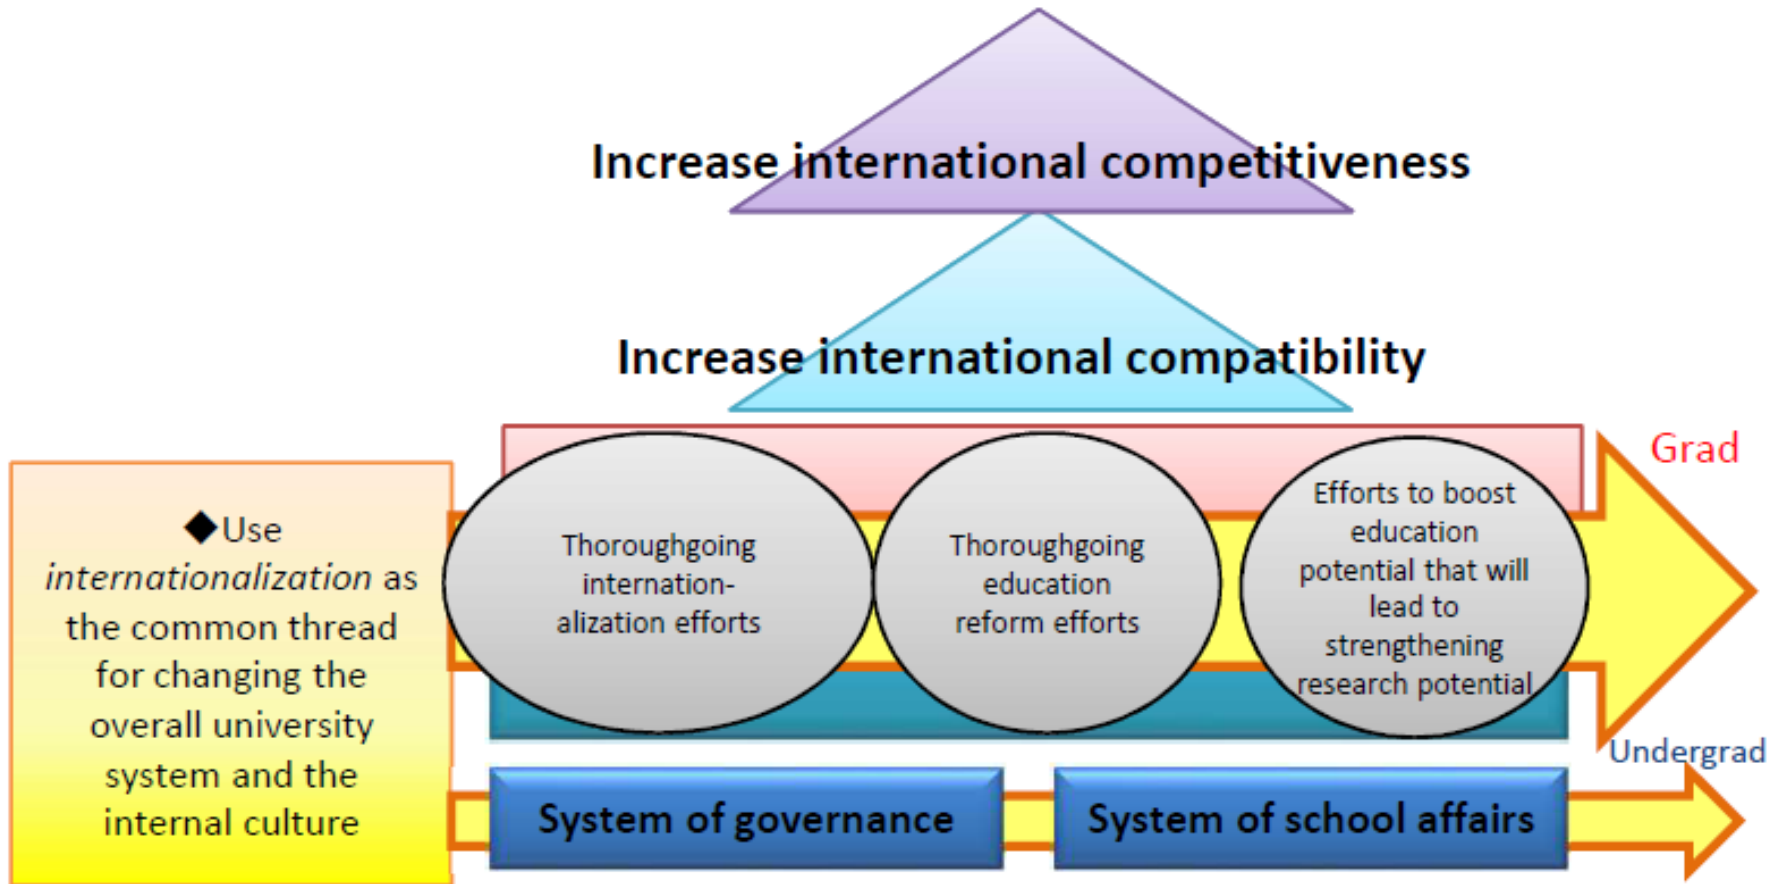 Increase international competitiveness
Increase international compatibility
Grad
◆Use
internationalization as
the common thread
for changing the
overall university
system and the
internal culture
Thoroughgoing
internation-
alization efforts
Thoroughgoing
education
reform efforts
Efforts to boost
education
potential that will
lead to
strengthening
research potential
Undergrad
System of governance
System of school affairs